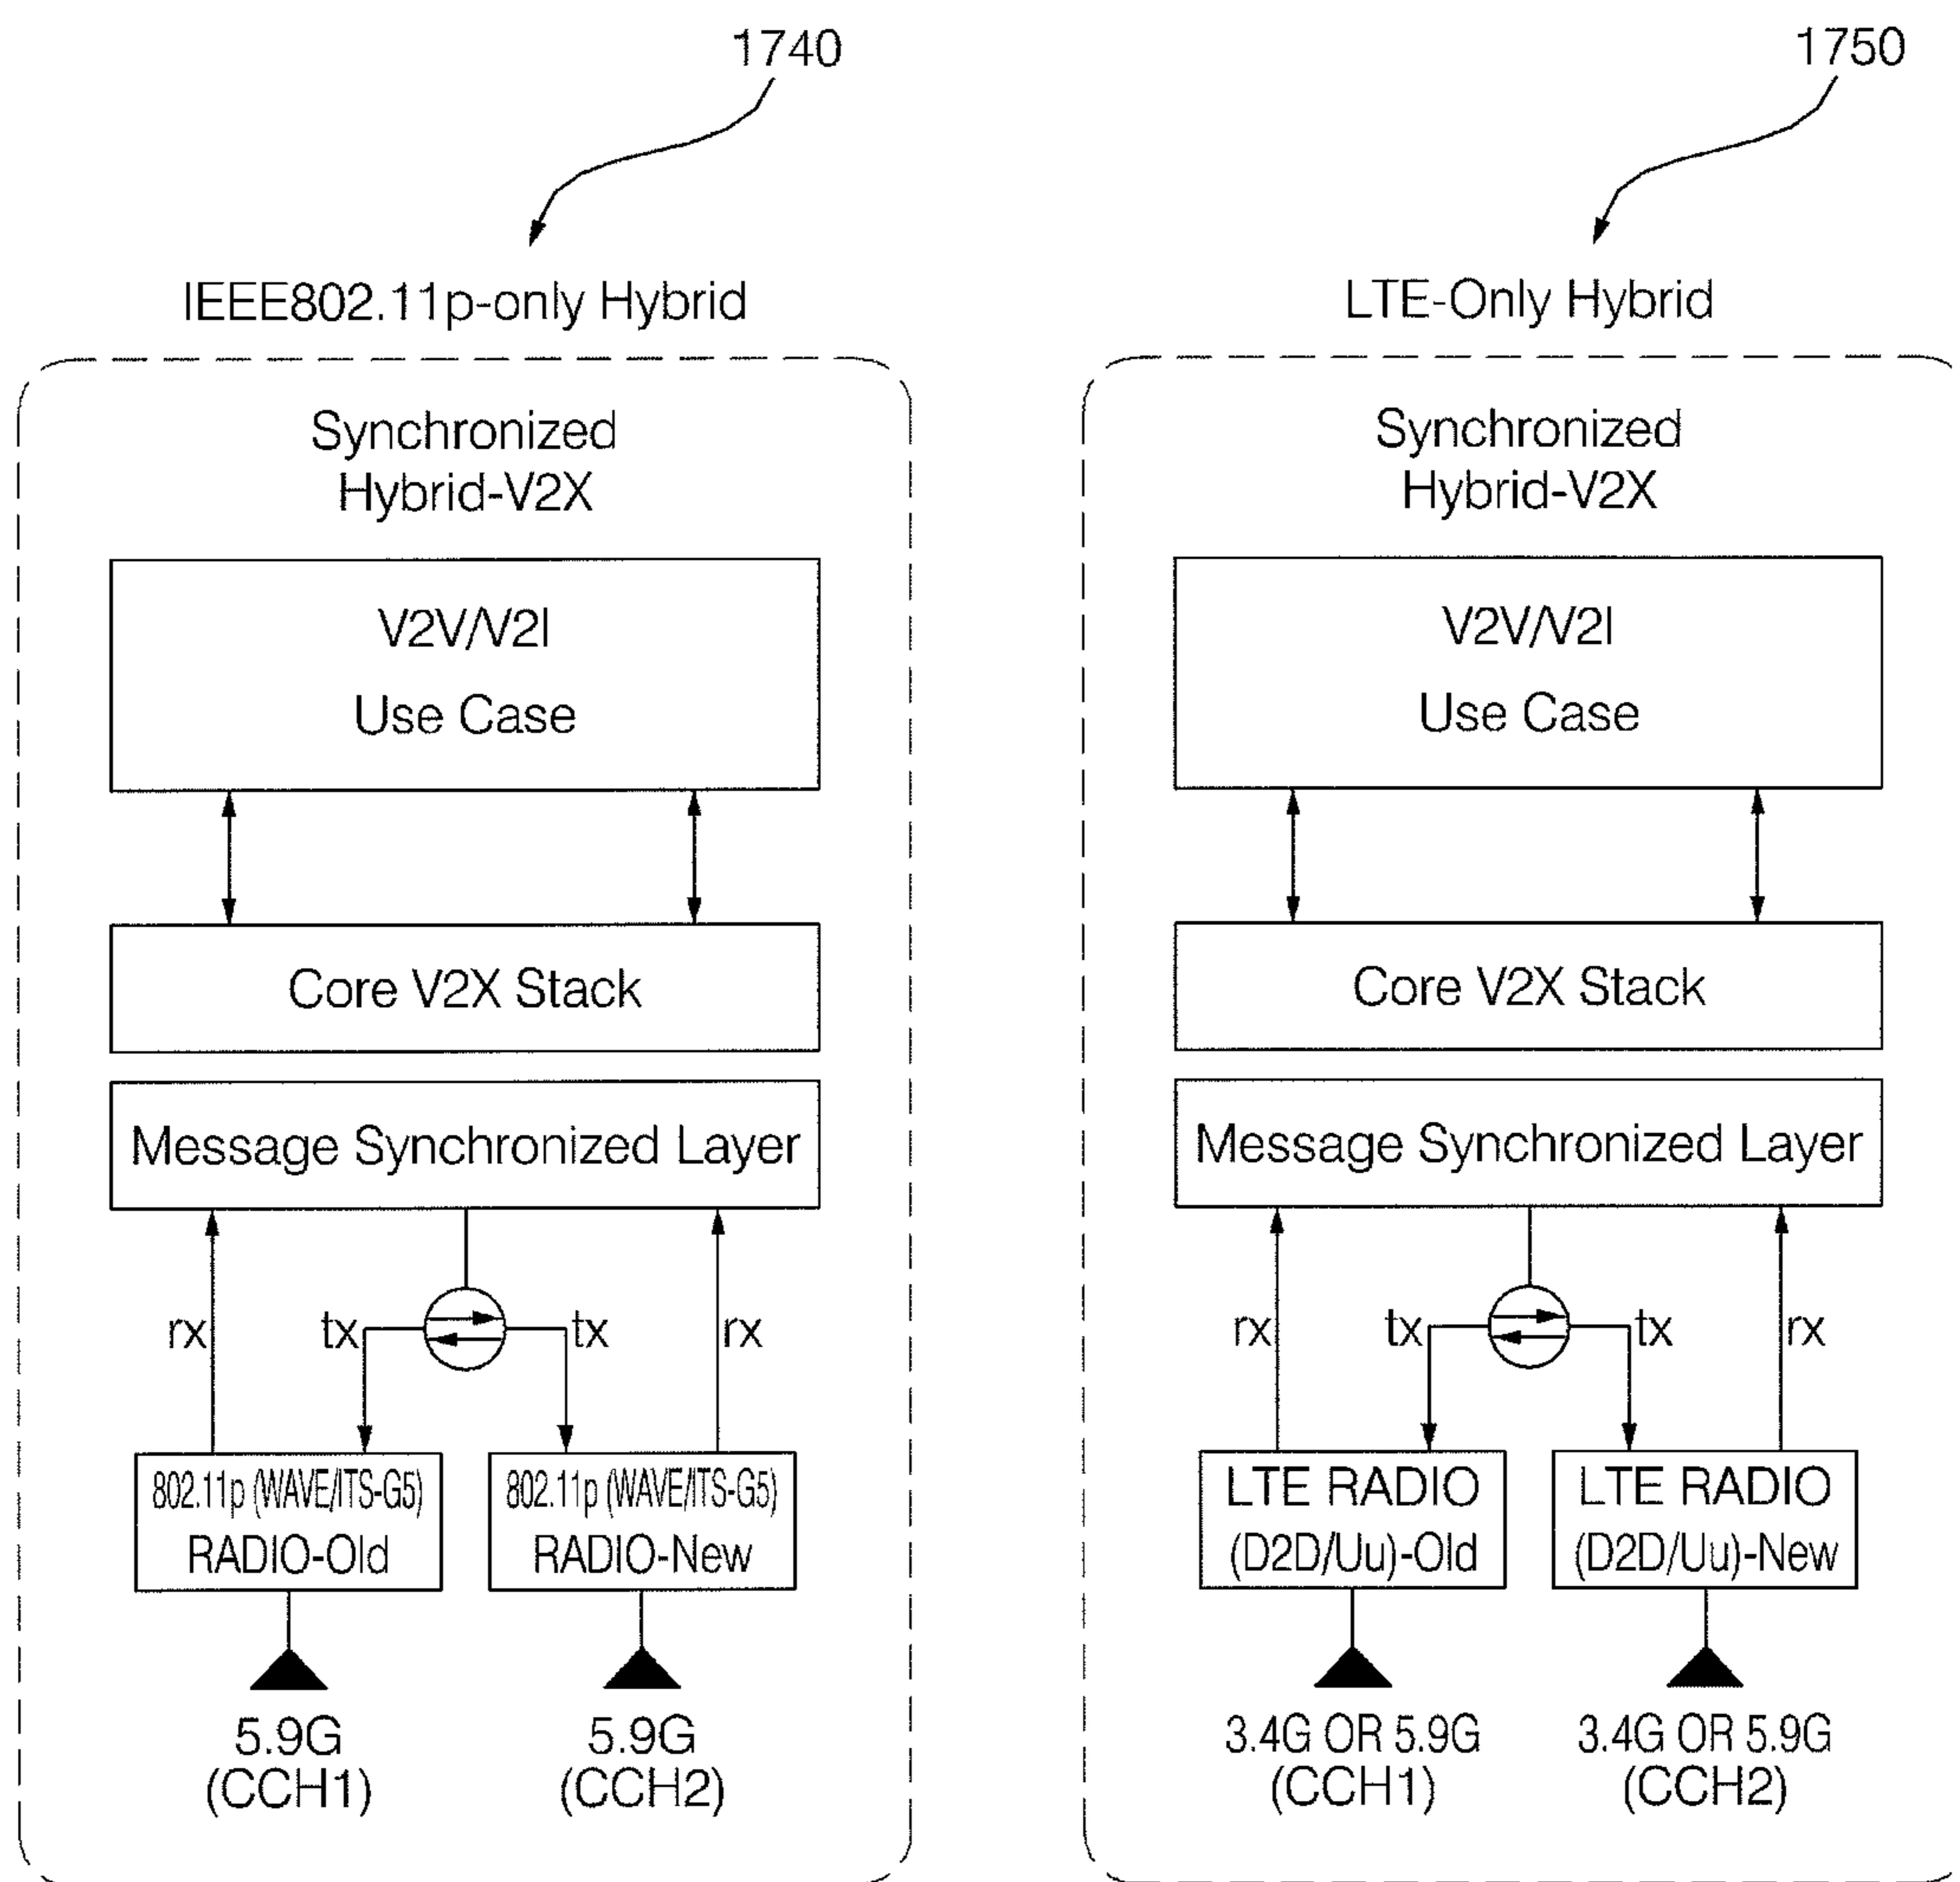 1740
IEEE802.11p-only Hybrid
Synchronized
Hybrid-V2X
V2V/V2I
Use Case
Core V2X Stack
Message Synchronized Layer
rx
tx
tx
rx
802.11p (WAVE/ITS-G5)
RADIO-Old
802.11p (WAVE/ITS-G5)
RADIO-New
5.9G
(CCH1)
5.9G
(CCH2)
1750
LTE-Only Hybrid
Synchronized
Hybrid-V2X
V2V/V2I
Use Case
Core V2X Stack
Message Synchronized Layer
rx
tx
tx
rx
LTE RADIO
(D2D/Uu)-Old
LTE RADIO
(D2D/Uu)-New
3.4G OR 5.9G
(CCH1)
3.4G OR 5.9G
(CCH2)